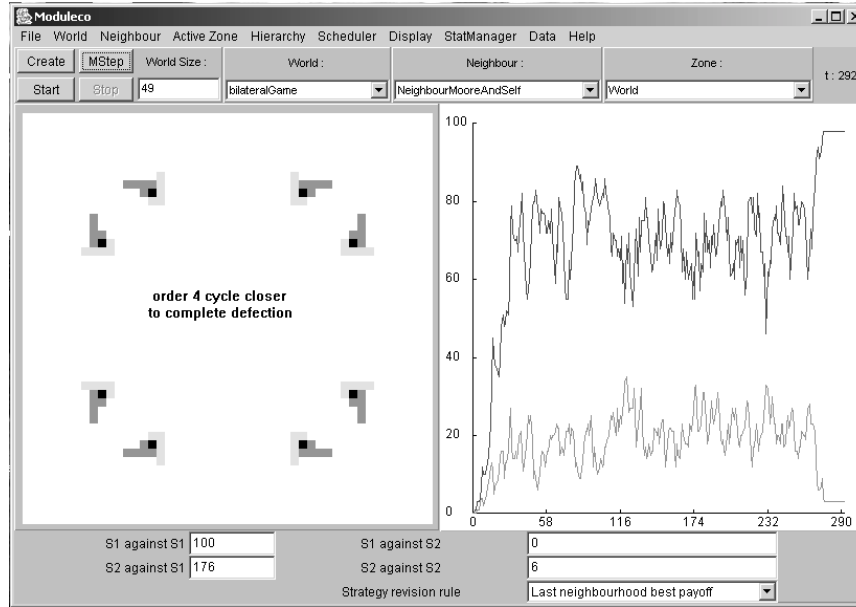 Moduleco
File World Neighbour Active Zone Hierarchy Scheduler Display StatManager Data Help
Create MStep World Size : World : Neighbour : Zone : t : 292
Start Stop 49 bilateralGame NeighbourMooreAndSelf World
order 4 cycle closer
to complete defection
100
80
60
40
20
0
0 58 116 174 232 290
S1 against S1 100 S1 against S2 0
S2 against S1 176 S2 against S2 6
Strategy revision rule Last neighbourhood best payoff